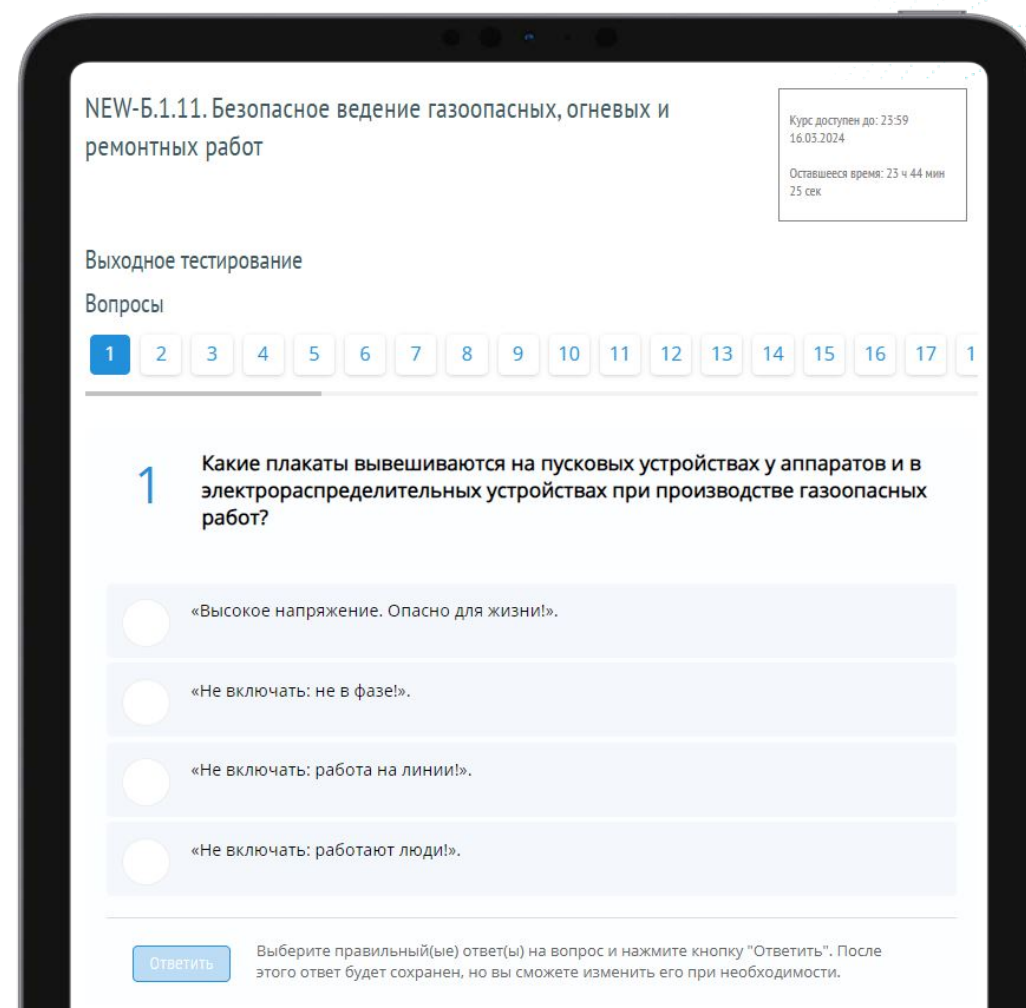 NEW-Б.1.11. Безопасное ведение газоопасных, огневых и
ремонтных работ
Курс доступен до: 23:59
16.03.2024
Оставшееся время: 23 ч 44 мин
25 сек
Выходное тестирование
Вопросы
1 2 3 4 5 6 7 8 9 10 11 12 13 14 15 16 17 1
1
Какие плакаты вывешиваются на пусковых устройствах у аппаратов и в
электрораспределительных устройствах при производстве газоопасных
работ?
«Высокое напряжение. Опасно для жизни!».
«Не включать: не в фазе!».
«Не включать: работа на линии!».
«Не включать: работают люди!».
Ответить
Выберите правильный(ые) ответ(ы) на вопрос и нажмите кнопку "Ответить". После
этого ответ будет сохранен, но вы сможете изменить его при необходимости.